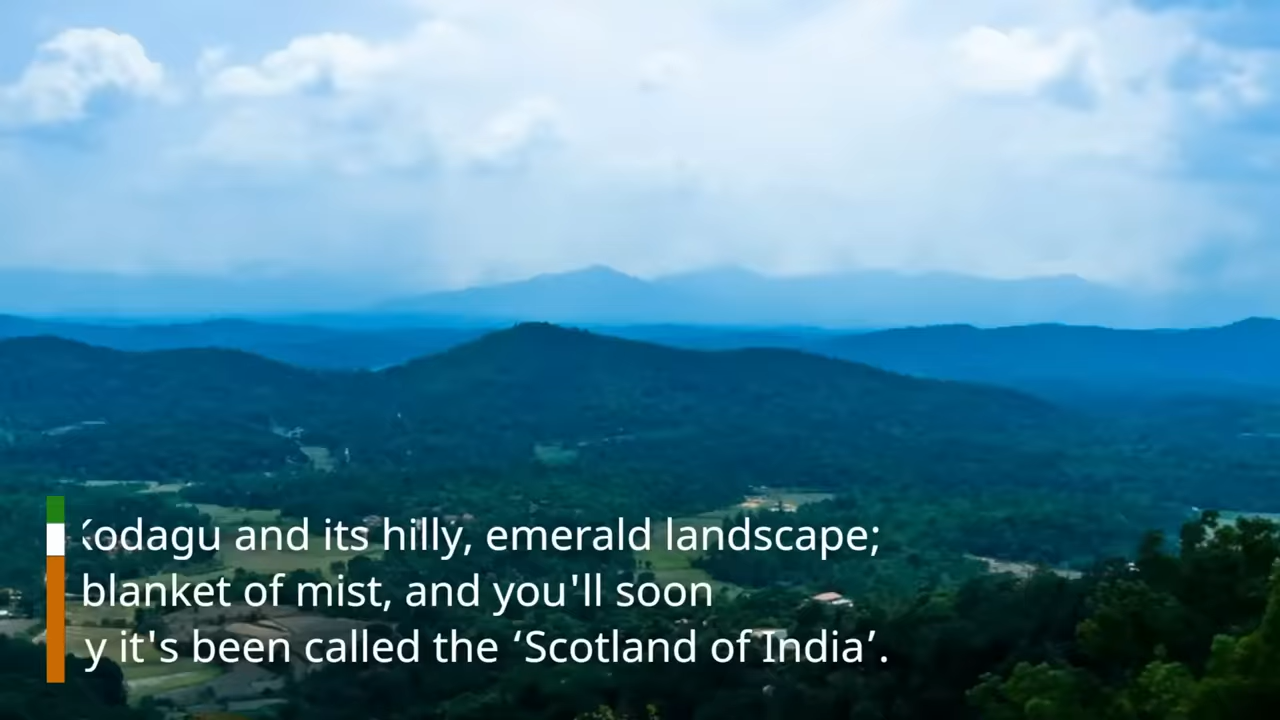 Kodagu and its hilly, emerald landscape;
blanket of mist, and you'll soon
y it's been called the ‘Scotland of India’.